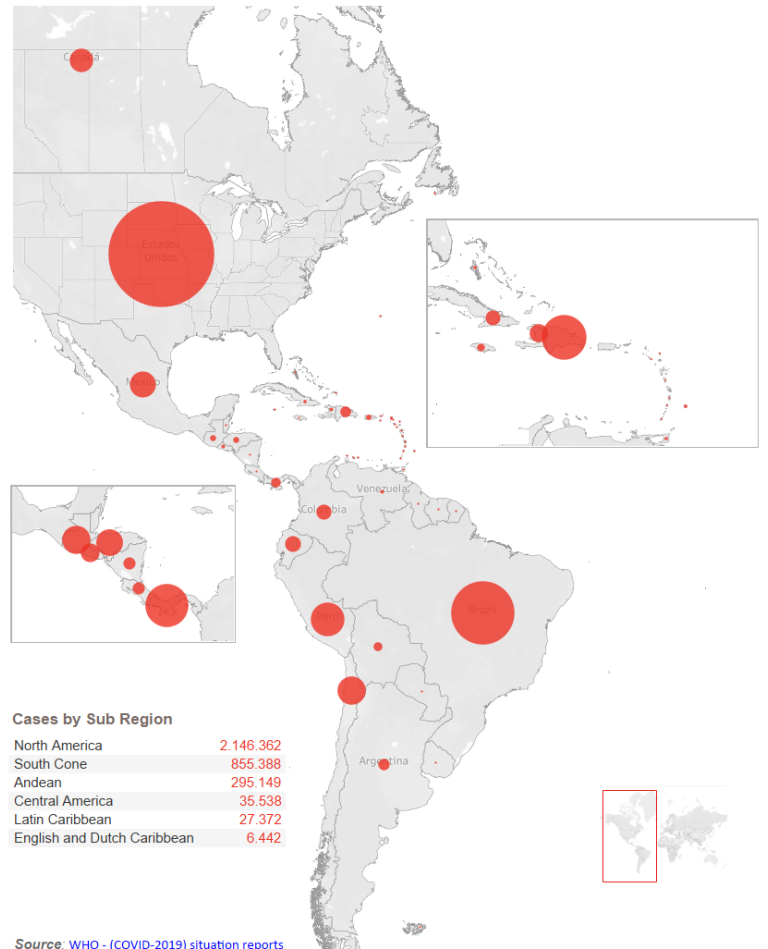 Canadá
Estados
Unidos
México
Venezuela
Colombia
Perú
Brazil
Argentina
Cases by Sub Region
North America 2.146.362
South Cone 855.388
Andean 295.149
Central America 35.538
Latin Caribbean 27.372
English and Dutch Caribbean 6.442
Source: WHO - (COVID-2019) situation reports